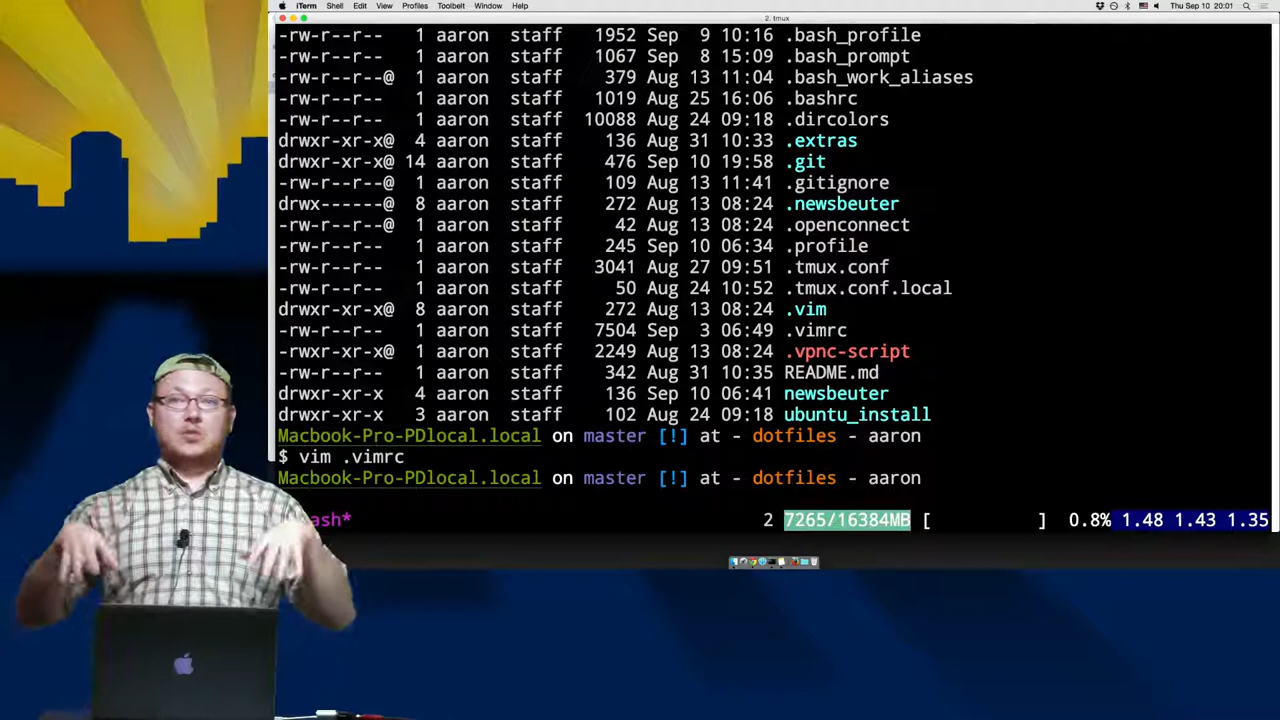 iTerm Shell Edit View Profiles Toolbelt Window Help Thu Sep 10 20:01
2. tmux
-rw-r--r-- 1 aaron staff 1952 Sep 9 10:16 .bash_profile
-rw-r--r-- 1 aaron staff 1067 Sep 8 15:09 .bash_prompt
-rw-r--r--@ 1 aaron staff 379 Aug 13 11:04 .bash_work_aliases
-rw-r--r-- 1 aaron staff 1019 Aug 25 16:06 .bashrc
-rw-r--r-- 1 aaron staff 10088 Aug 24 09:18 .dircolors
drwxr-xr-x@ 4 aaron staff 136 Aug 31 10:33 .extras
drwxr-xr-x@ 14 aaron staff 476 Sep 10 19:58 .git
-rw-r--r--@ 1 aaron staff 109 Aug 13 11:41 .gitignore
drwx------@ 8 aaron staff 272 Aug 13 08:24 .newsbeuter
-rw-r--r--@ 1 aaron staff 42 Aug 13 08:24 .openconnect
-rw-r--r-- 1 aaron staff 245 Sep 10 06:34 .profile
-rw-r--r-- 1 aaron staff 3041 Aug 27 09:51 .tmux.conf
-rw-r--r-- 1 aaron staff 50 Aug 24 10:52 .tmux.conf.local
drwxr-xr-x@ 8 aaron staff 272 Aug 13 08:24 .vim
-rw-r--r-- 1 aaron staff 7504 Sep 3 06:49 .vimrc
-rwxr-xr-x@ 1 aaron staff 2249 Aug 13 08:24 .vpnc-script
-rw-r--r-- 1 aaron staff 342 Aug 31 10:35 README.md
drwxr-xr-x 4 aaron staff 136 Sep 10 06:41 newsbeuter
drwxr-xr-x 3 aaron staff 102 Aug 24 09:18 ubuntu_install
Macbook-Pro-PDlocal.local on master [!] at - dotfiles - aaron
$ vim .vimrc
Macbook-Pro-PDlocal.local on master [!] at - dotfiles - aaron
ash* 2 7265/16384MB [ ] 0.8% 1.48 1.43 1.35